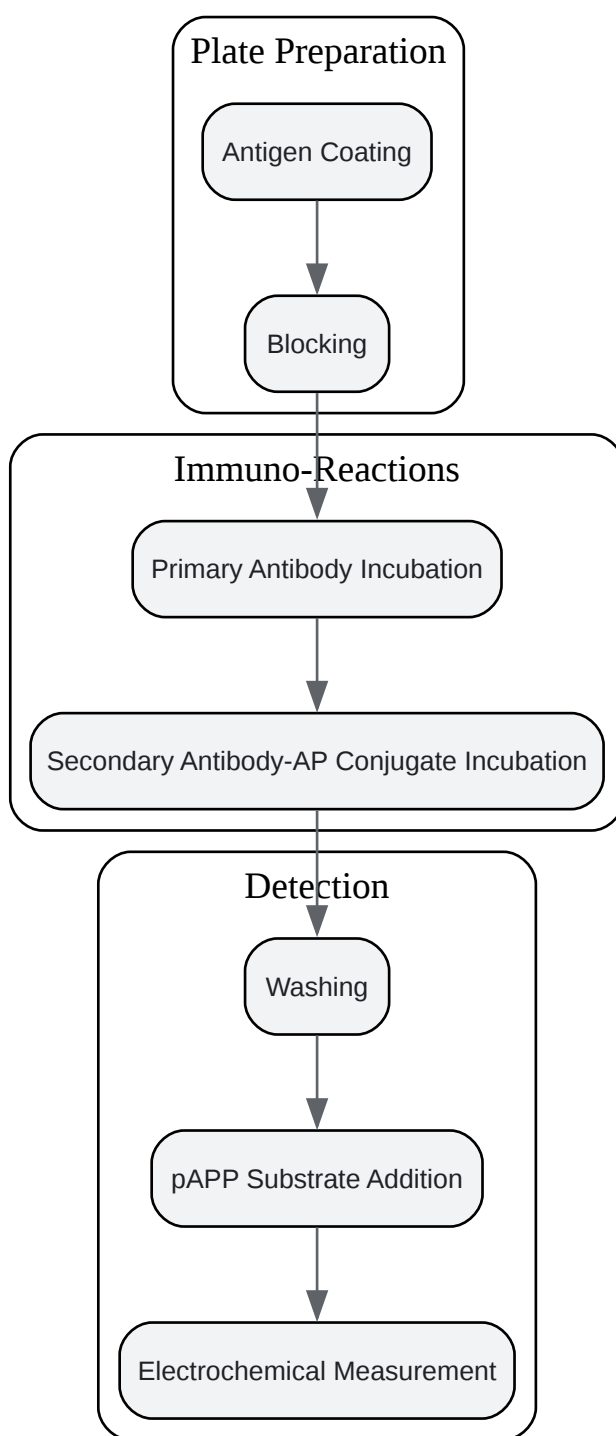 Plate Preparation
Antigen Coating
Blocking
Immuno-Reactions
Primary Antibody Incubation
Secondary Antibody-AP Conjugate Incubation
Detection
Washing
pAPP Substrate Addition
Electrochemical Measurement